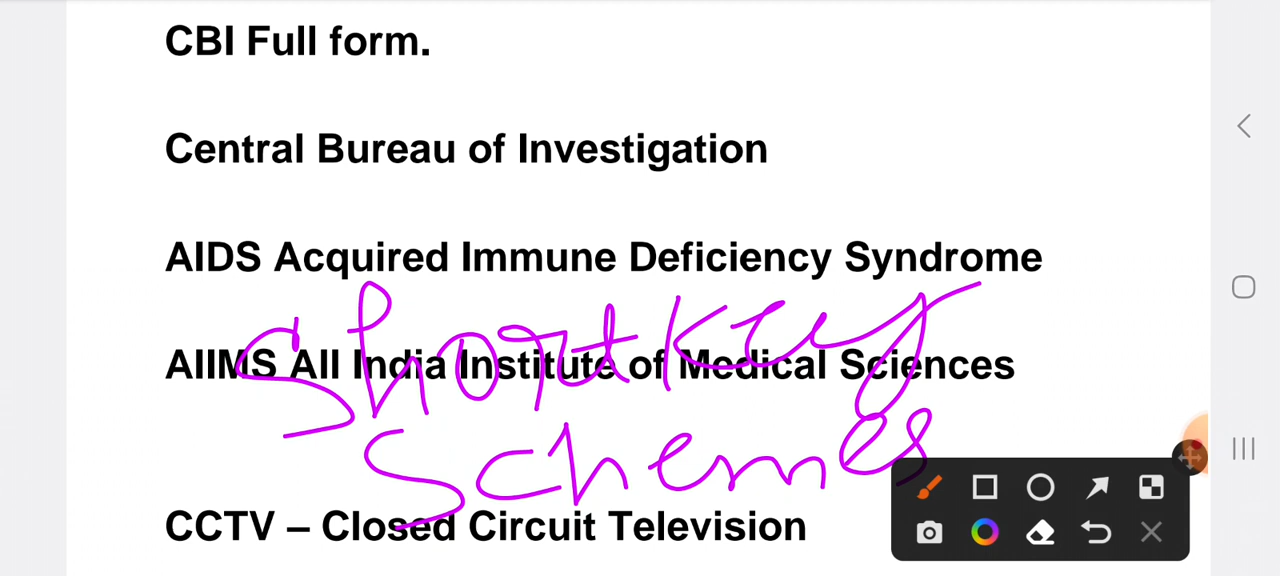 CBI Full form.
Central Bureau of Investigation
AIDS Acquired Immune Deficiency Syndrome
AIIMS All India Institute of Medical Sciences
Shortkey
Schemes
CCTV – Closed Circuit Television